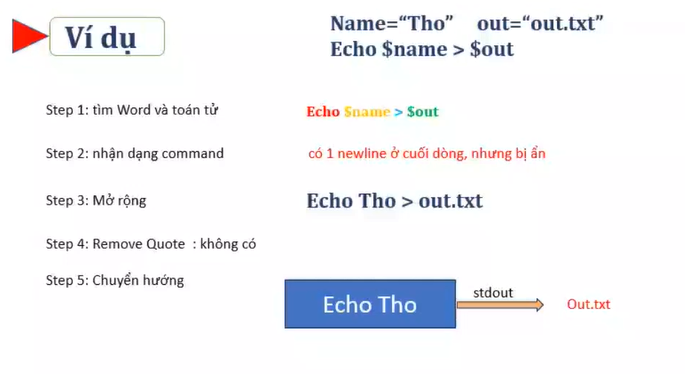 Ví dụ
Name=“Tho” out=“out.txt”
Echo $name > $out
Step 1: tìm Word và toán tử
Echo $name > $out
Step 2: nhận dạng command
có 1 newline ở cuối dòng, nhưng bị ẩn
Step 3: Mở rộng
Echo Tho > out.txt
Step 4: Remove Quote : không có
Step 5: Chuyển hướng
Echo Tho
stdout
Out.txt